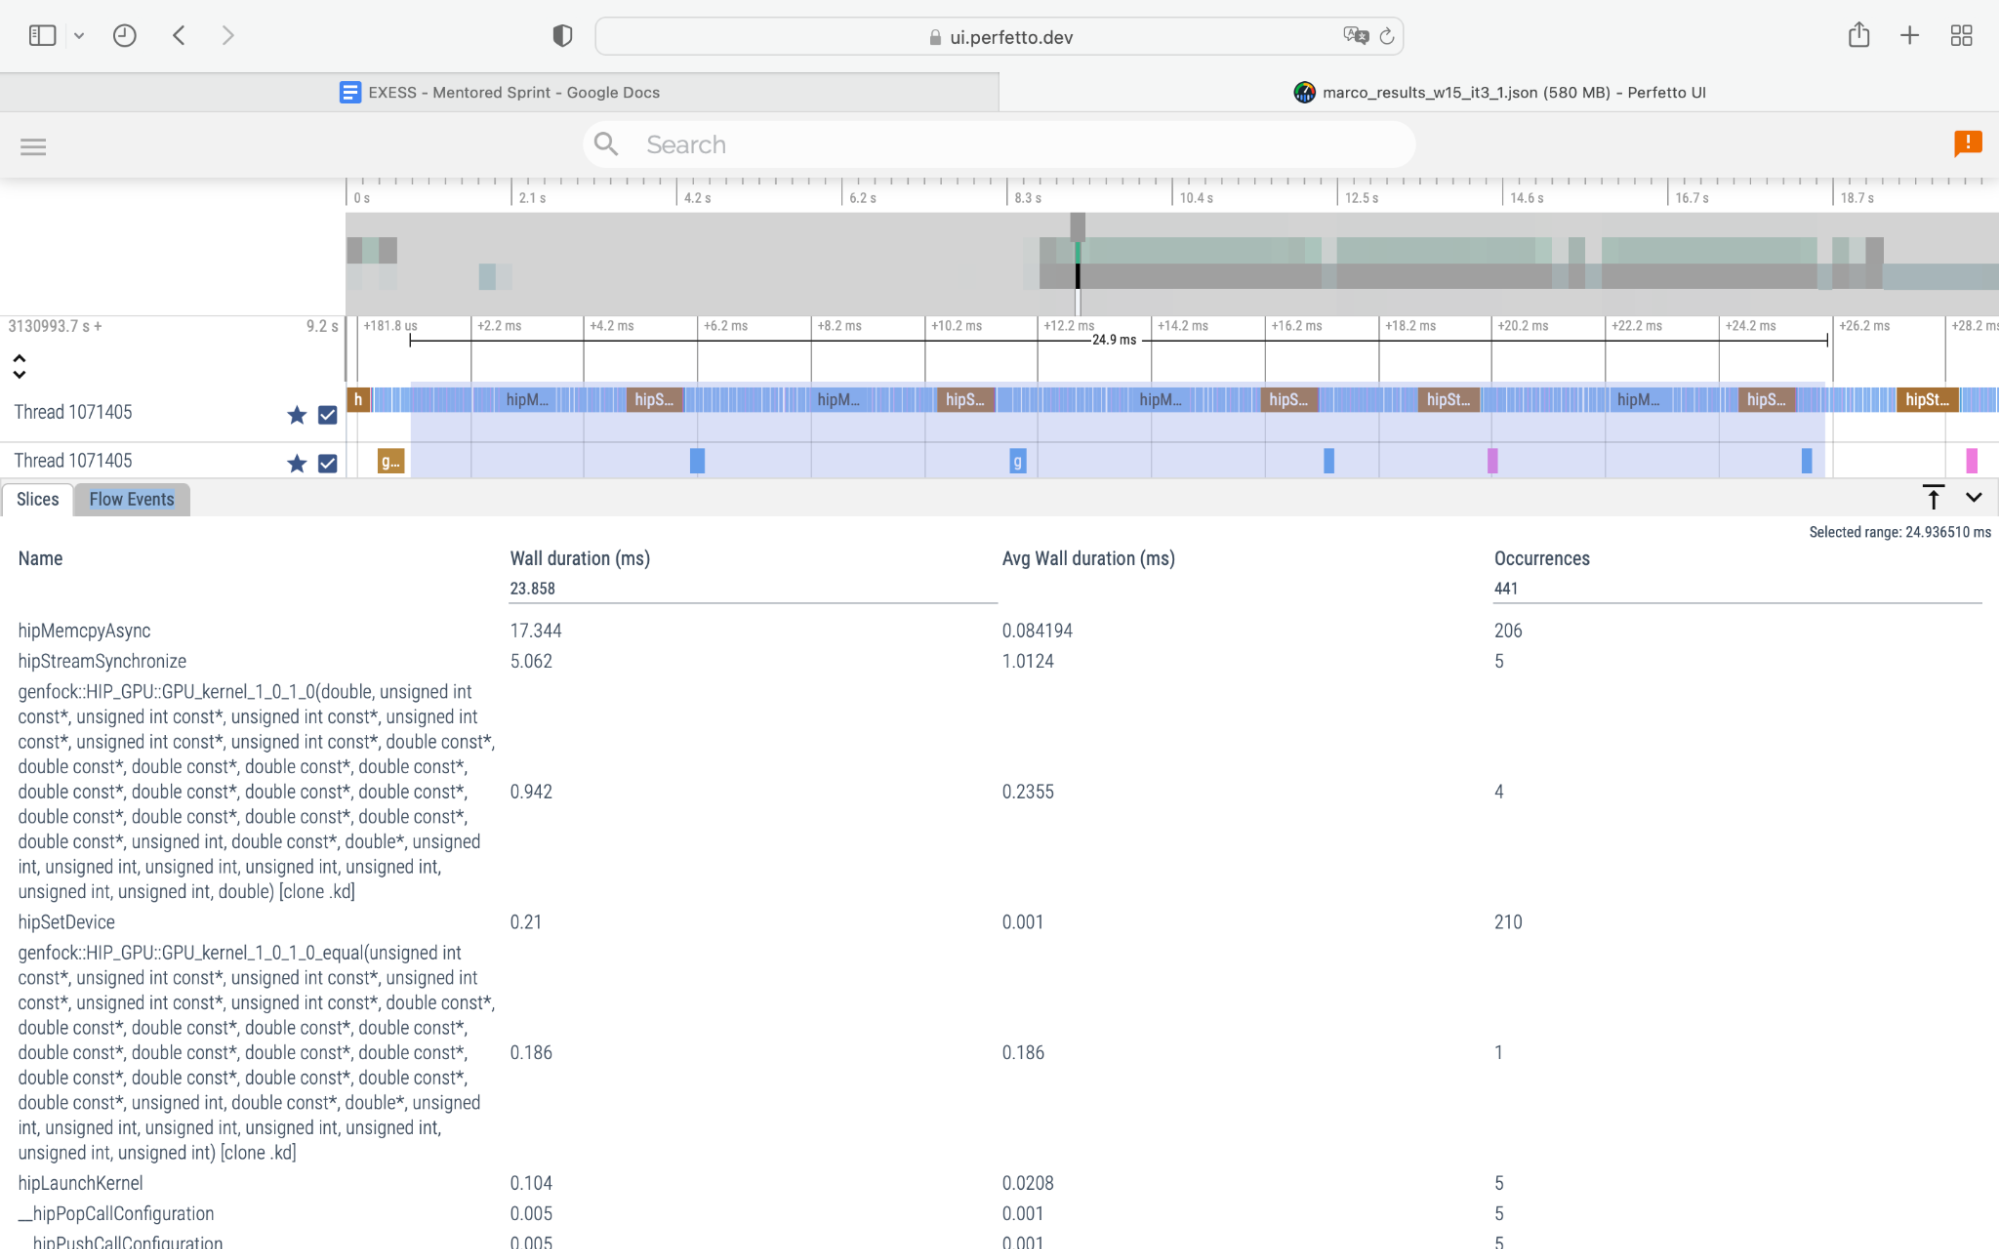 ui.perfetto.dev
EXESS - Mentored Sprint - Google Docs
marco_results_w15_it3_1.json (580 MB) - Perfetto UI
Search
0 s 2.1 s 4.2 s 6.2 s 8.3 s 10.4 s 12.5 s 14.6 s 16.7 s 18.7 s
3130993.7 s + 9.2 s +181.8 us +2.2 ms +4.2 ms +6.2 ms +8.2 ms +10.2 ms +12.2 ms +14.2 ms +16.2 ms +18.2 ms +20.2 ms +22.2 ms +24.2 ms +26.2 ms +28.2 ms
24.9 ms
Thread 1071405 h hipM... hipS... hipM... hipS... hipM... hipS... hipSt... hipM... hipS... hipSt...
Thread 1071405 g... g
Slices Flow Events
Selected range: 24.936510 ms
Name Wall duration (ms) Avg Wall duration (ms) Occurrences
23.858 441
hipMemcpyAsync 17.344 0.084194 206
hipStreamSynchronize 5.062 1.0124 5
genfock::HIP_GPU::GPU_kernel_1_0_1_0(double, unsigned int
const*, unsigned int const*, unsigned int const*, unsigned int
const*, unsigned int const*, unsigned int const*, double const*,
double const*, double const*, double const*, double const*,
double const*, double const*, double const*, double const*, 0.942 0.2355 4
double const*, double const*, double const*, double const*,
double const*, unsigned int, double const*, double*, unsigned
int, unsigned int, unsigned int, unsigned int, unsigned int,
unsigned int, unsigned int, double) [clone .kd]
hipSetDevice 0.21 0.001 210
genfock::HIP_GPU::GPU_kernel_1_0_1_0_equal(unsigned int
const*, unsigned int const*, unsigned int const*, unsigned int
const*, unsigned int const*, unsigned int const*, double const*,
double const*, double const*, double const*, double const*,
double const*, double const*, double const*, double const*, 0.186 0.186 1
double const*, double const*, double const*, double const*,
double const*, unsigned int, double const*, double*, unsigned
int, unsigned int, unsigned int, unsigned int, unsigned int,
unsigned int, unsigned int) [clone .kd]
hipLaunchKernel 0.104 0.0208 5
__hipPopCallConfiguration 0.005 0.001 5
__hipPushCallConfiguration 0.005 0.001 5